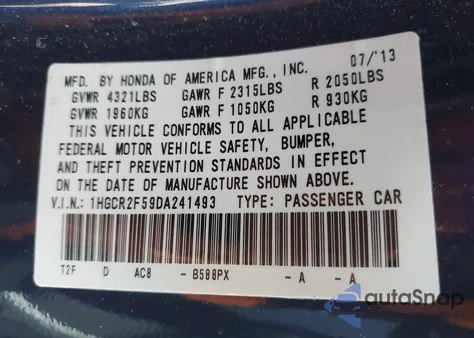 MFD. BY HONDA OF AMERICA MFG., INC. 07/'13
GVWR 4321LBS GAWR F 2315LBS R 2050LBS
GVWR 1960KG GAWR F 1050KG R 930KG
THIS VEHICLE CONFORMS TO ALL APPLICABLE
FEDERAL MOTOR VEHICLE SAFETY, BUMPER,
AND THEFT PREVENTION STANDARDS IN EFFECT
ON THE DATE OF MANUFACTURE SHOWN ABOVE.
V.I.N.: 1HGCR2F59DA241493 TYPE: PASSENGER CAR
T2F D AC8 - B588PX - A - A
autoSnap